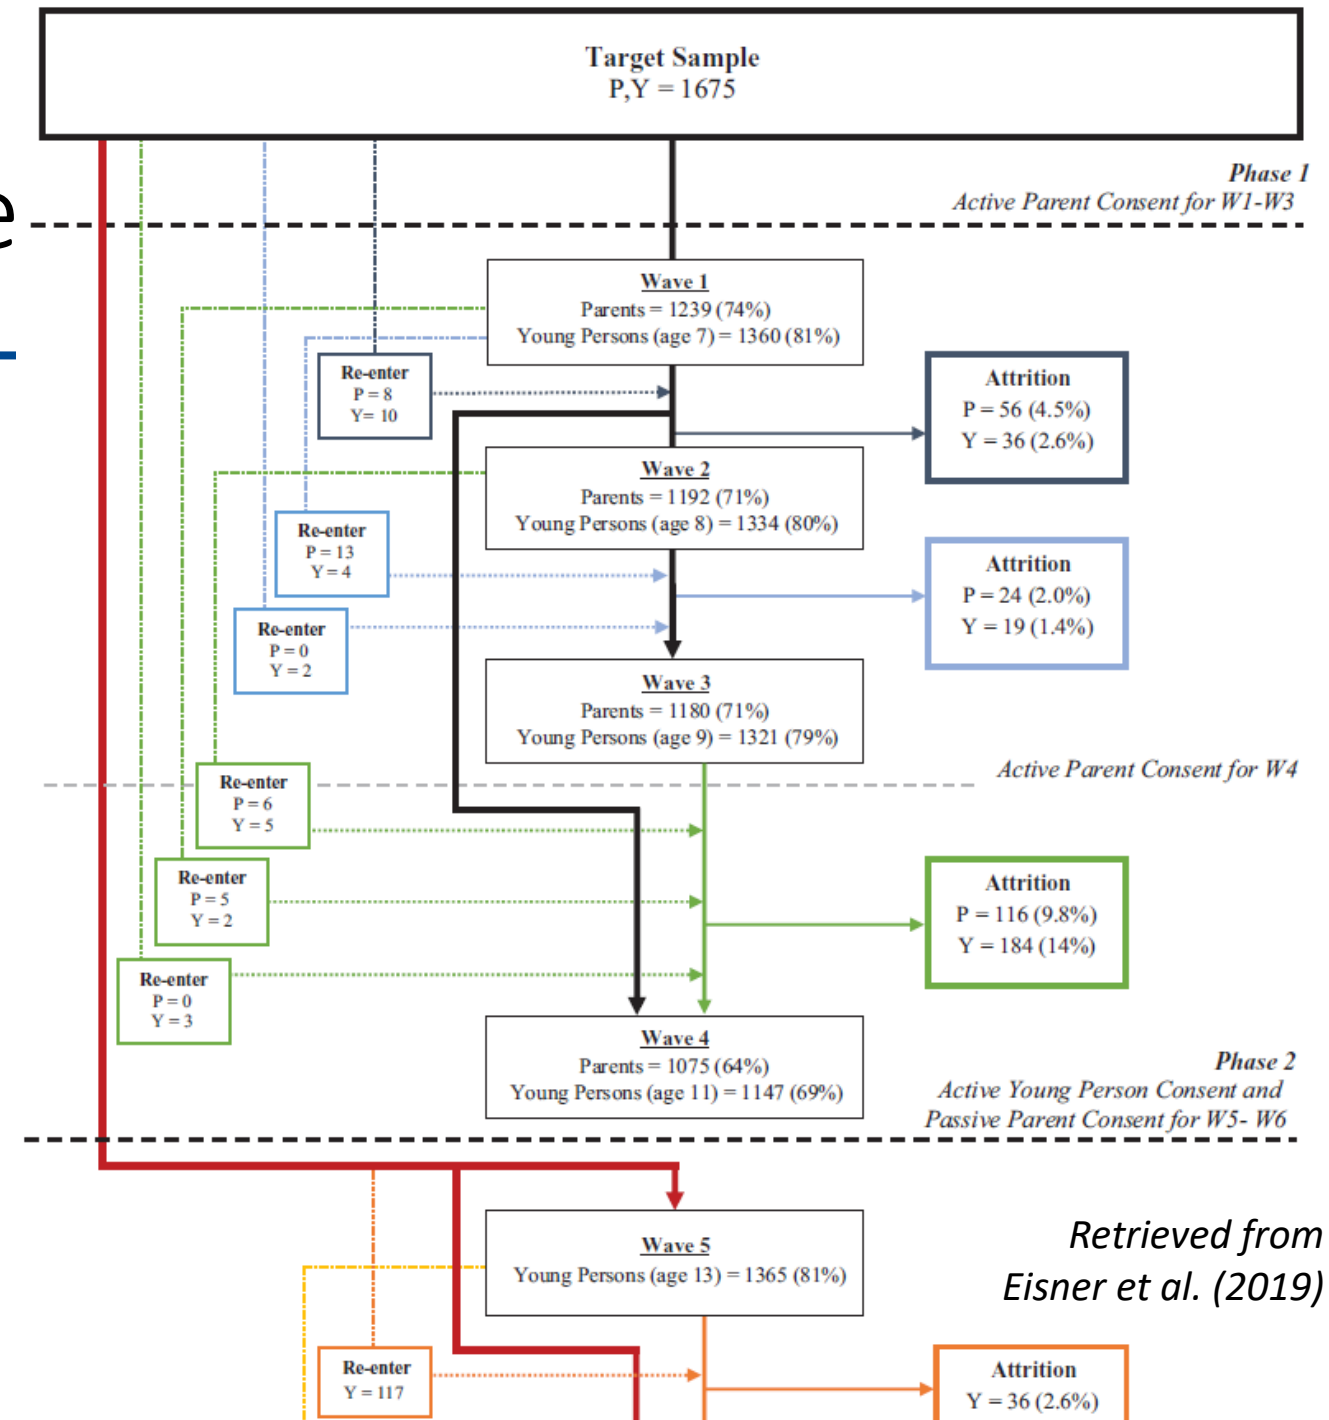 Target Sample
P,Y = 1675
Phase 1
Active Parent Consent for W1-W3
e
Wave 1
Parents = 1239 (74%)
Young Persons (age 7) = 1360 (81%)
Re-enter
P = 8
Y= 10
Attrition
P = 56 (4.5%)
Y = 36 (2.6%)
Wave 2
Parents = 1192 (71%)
Young Persons (age 8) = 1334 (80%)
Re-enter
P = 13
Y = 4
Attrition
P = 24 (2.0%)
Y = 19 (1.4%)
Re-enter
P = 0
Y = 2
Wave 3
Parents = 1180 (71%)
Young Persons (age 9) = 1321 (79%)
Active Parent Consent for W4
Re-enter
P = 6
Y = 5
Re-enter
P = 5
Y = 2
Attrition
P = 116 (9.8%)
Y = 184 (14%)
Re-enter
P = 0
Y = 3
Wave 4
Parents = 1075 (64%)
Young Persons (age 11) = 1147 (69%)
Phase 2
Active Young Person Consent and
Passive Parent Consent for W5- W6
Wave 5
Young Persons (age 13) = 1365 (81%)
Retrieved from
Eisner et al. (2019)
Re-enter
Y = 117
Attrition
Y = 36 (2.6%)